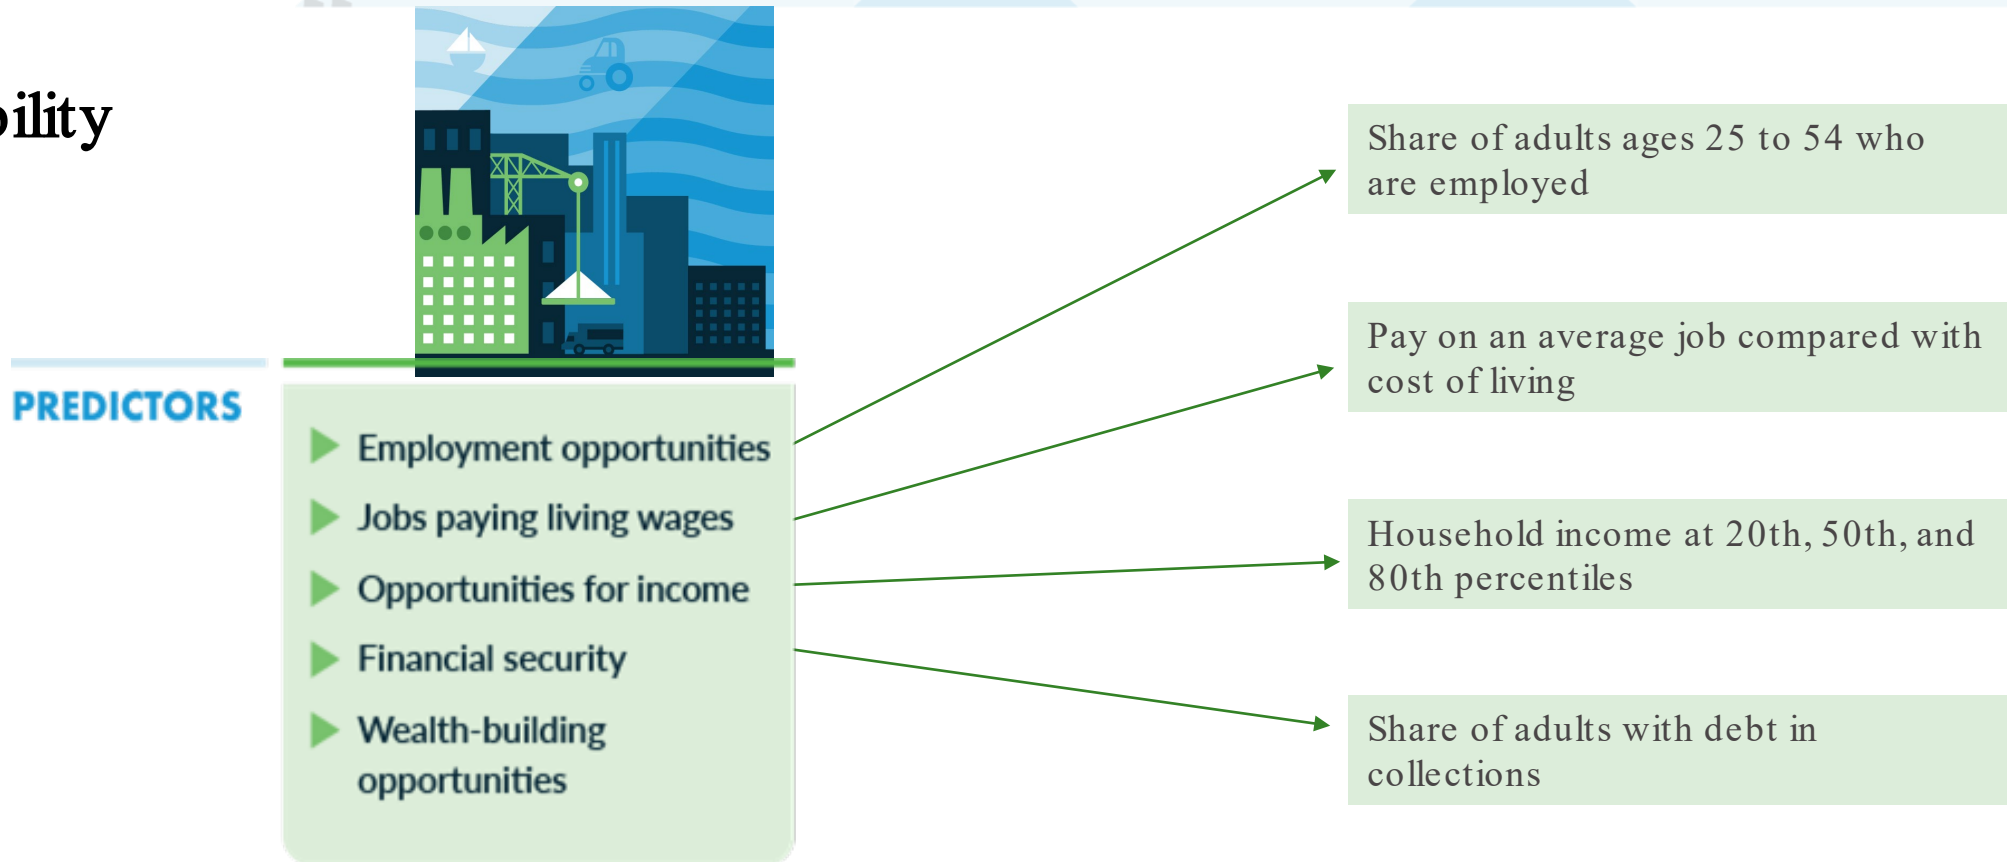 PREDICTORS
Employment opportunities
Jobs paying living wages
Opportunities for income
Financial security
Wealth-building
opportunities
Share of adults ages 25 to 54 who
are employed
Pay on an average job compared with
cost of living
Household income at 20th, 50th, and
80th percentiles
Share of adults with debt in
collections